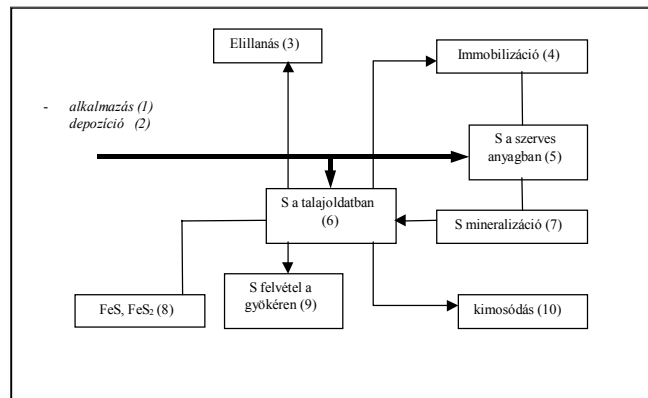 Elillanás (3)
Immobilizáció (4)
- alkalmazás (1)
depozíció (2)
S a szerves
anyagban (5)
S a talajoldatban
(6)
S mineralizáció (7)
FeS, FeS₂ (8)
S felvétel a
gyökéren (9)
kimosódás (10)